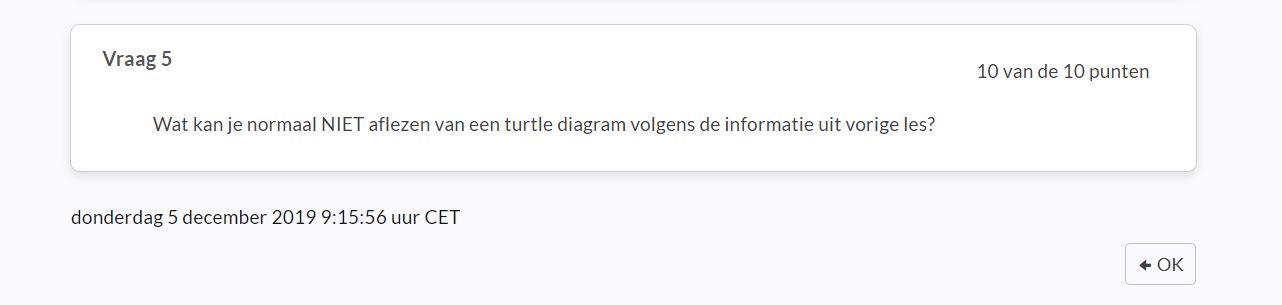 Vraag 5
10 van de 10 punten
Wat kan je normaal NIET aflezen van een turtle diagram volgens de informatie uit vorige les?
donderdag 5 december 2019 9:15:56 uur CET
OK